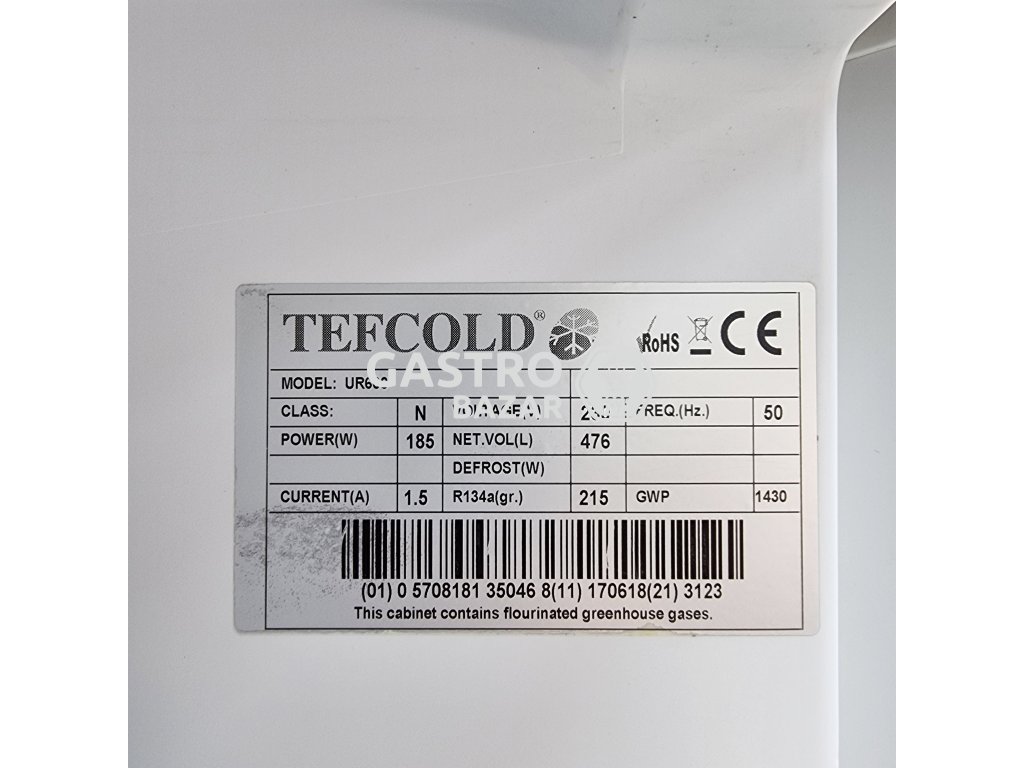 TEFCOLD® RoHS CE
MODEL: UR600
GASTRO BAZAR
CLASS: N VOLTAGE(V) FREQ.(Hz.) 50
POWER(W) 185 NET.VOL(L) 476
DEFROST(W)
CURRENT(A) 1.5 R134a(gr.) 215 GWP 1430
(01) 0 5708181 35046 8(11) 170618(21) 3123
This cabinet contains flourinated greenhouse gases.